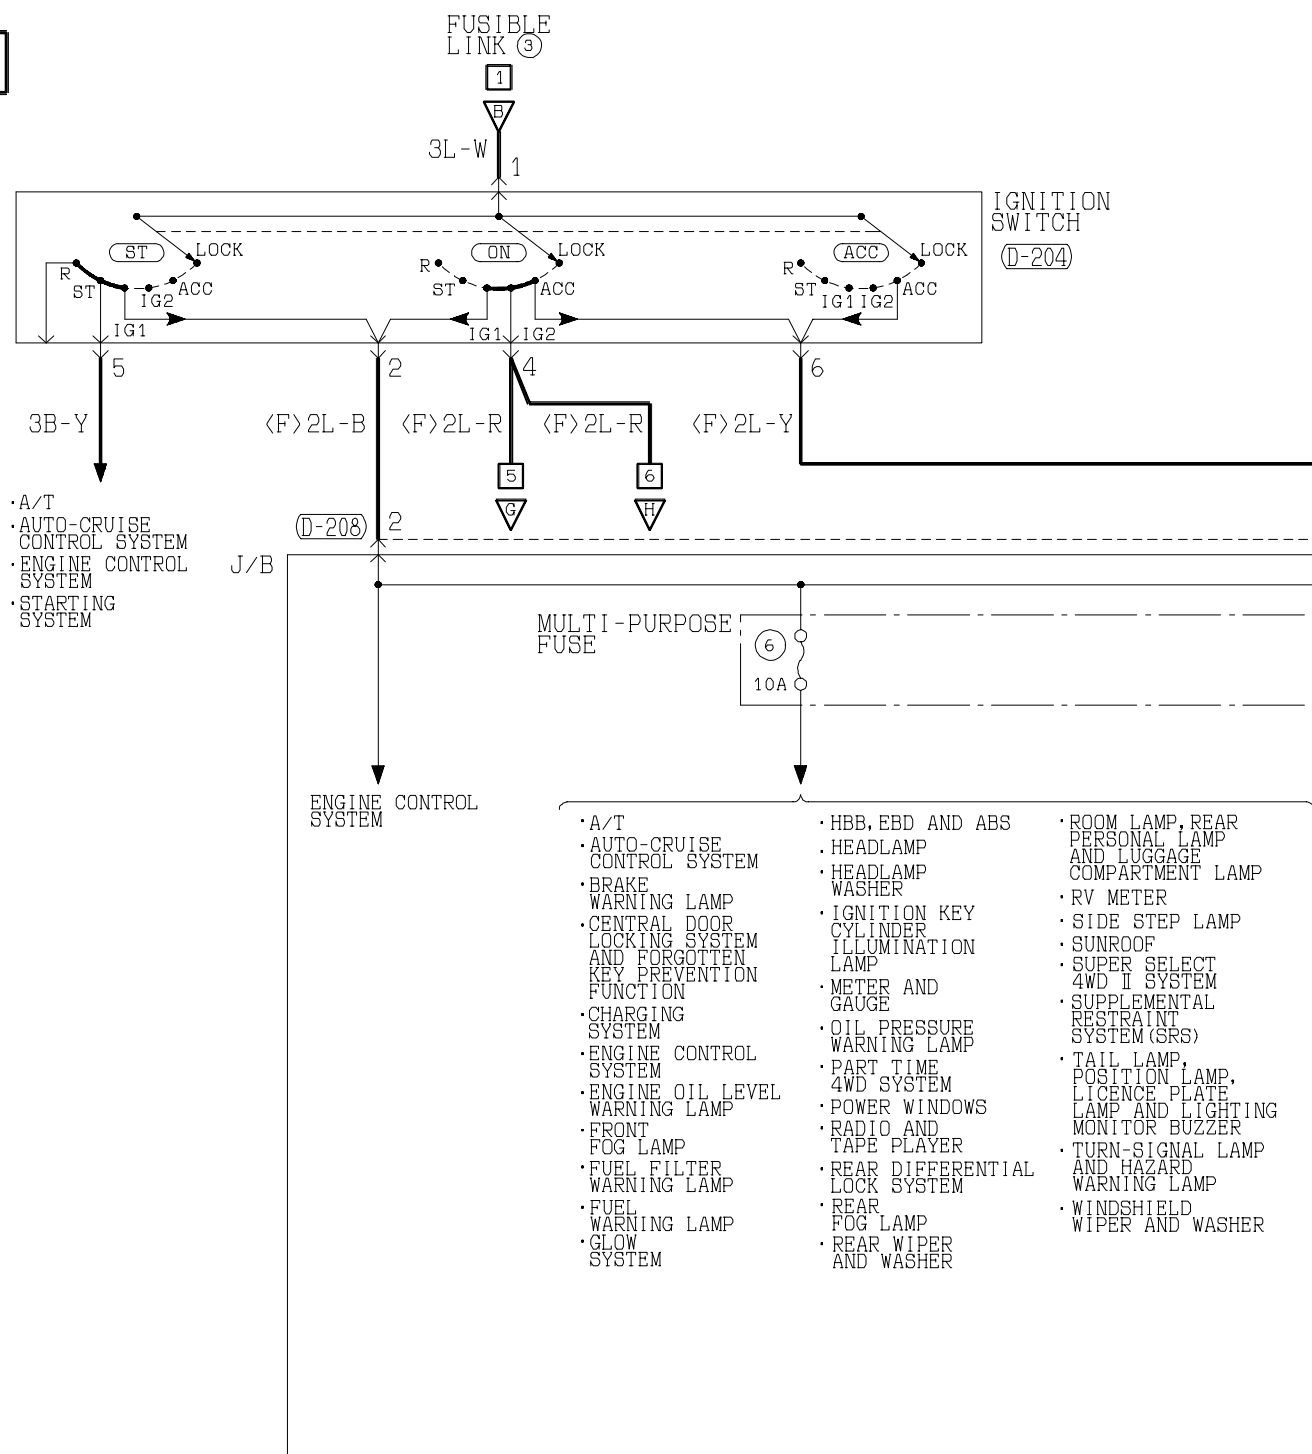 FUSIBLE
LINK 3
1
B
3L-W
1
IGNITION
SWITCH
D-204
ST
LOCK
R
ST
IG1
IG2
ACC
ON
LOCK
R
ST
IG1
IG2
ACC
ACC
LOCK
R
ST
IG1
IG2
ACC
5
2
4
6
3B-Y
<F>2L-B
<F>2L-R
<F>2L-R
<F>2L-Y
5
G
6
H
·A/T
·AUTO-CRUISE
CONTROL SYSTEM
·ENGINE CONTROL
SYSTEM
·STARTING
SYSTEM
D-208
2
J/B
MULTI-PURPOSE
FUSE
6
10A
ENGINE CONTROL
SYSTEM
·A/T
·AUTO-CRUISE
CONTROL SYSTEM
·BRAKE
WARNING LAMP
·CENTRAL DOOR
LOCKING SYSTEM
AND FORGOTTEN
KEY PREVENTION
FUNCTION
·CHARGING
SYSTEM
·ENGINE CONTROL
SYSTEM
·ENGINE OIL LEVEL
WARNING LAMP
·FRONT
FOG LAMP
·FUEL FILTER
WARNING LAMP
·FUEL
WARNING LAMP
·GLOW
SYSTEM
·HBB, EBD AND ABS
·HEADLAMP
·HEADLAMP
WASHER
·IGNITION KEY
CYLINDER
ILLUMINATION
LAMP
·METER AND
GAUGE
·OIL PRESSURE
WARNING LAMP
·PART TIME
4WD SYSTEM
·POWER WINDOWS
·RADIO AND
TAPE PLAYER
·REAR DIFFERENTIAL
LOCK SYSTEM
·REAR
FOG LAMP
·REAR WIPER
AND WASHER
·ROOM LAMP, REAR
PERSONAL LAMP
AND LUGGAGE
COMPARTMENT LAMP
·RV METER
·SIDE STEP LAMP
·SUNROOF
·SUPER SELECT
4WD Ⅱ SYSTEM
·SUPPLEMENTAL
RESTRAINT
SYSTEM(SRS)
·TAIL LAMP,
POSITION LAMP,
LICENCE PLATE
LAMP AND LIGHTING
MONITOR BUZZER
·TURN-SIGNAL LAMP
AND HAZARD
WARNING LAMP
·WINDSHIELD
WIPER AND WASHER